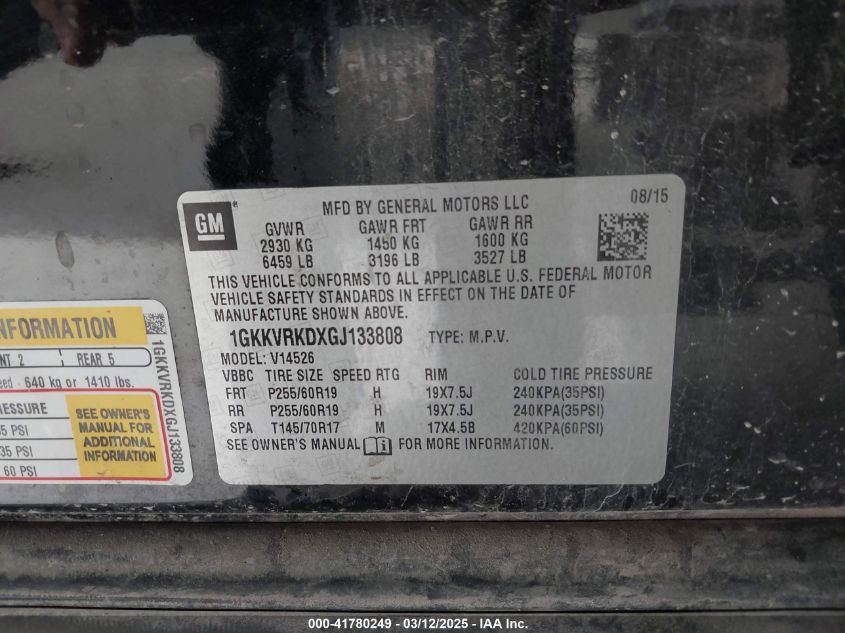 MFD BY GENERAL MOTORS LLC 08/15
GM
GVWR GAWR FRT GAWR RR
2930 KG 1450 KG 1600 KG
6459 LB 3196 LB 3527 LB
THIS VEHICLE CONFORMS TO ALL APPLICABLE U.S. FEDERAL MOTOR
VEHICLE SAFETY STANDARDS IN EFFECT ON THE DATE OF
MANUFACTURE SHOWN ABOVE.
1GKKVRKDXGJ133808 TYPE: M.P.V.
MODEL: V14526
VBBC TIRE SIZE SPEED RTG RIM COLD TIRE PRESSURE
FRT P255/60R19 H 19X7.5J 240KPA(35PSI)
RR P255/60R19 H 19X7.5J 240KPA(35PSI)
SPA T145/70R17 M 17X4.5B 420KPA(60PSI)
SEE OWNER'S MANUAL FOR MORE INFORMATION.
INFORMATION
2 REAR 5
640 kg or 1410 lbs.
PSI
35 PSI
60 PSI
SEE OWNER'S
MANUAL FOR
ADDITIONAL
INFORMATION
1GKKVRKDXGJ133808
000-41780249 - 03/12/2025 - IAA Inc.